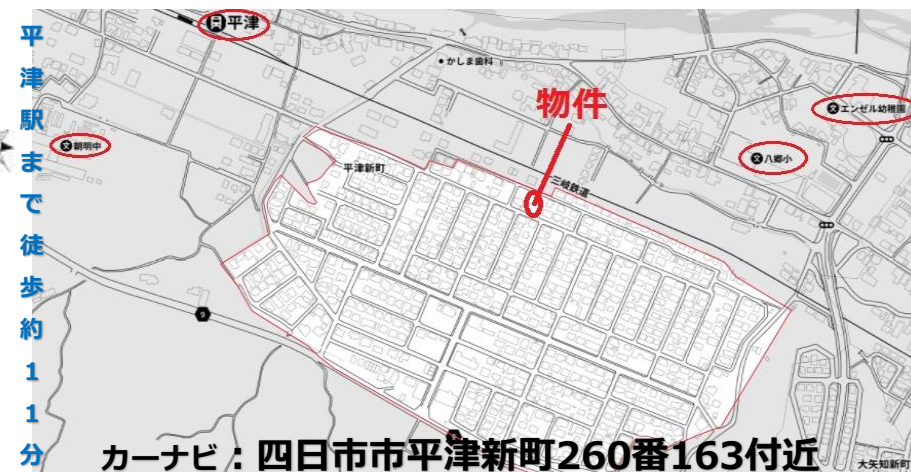 平津
平津駅まで徒歩約11分
かしま歯科
物件
エンゼル幼稚園
朝明中
八郷小
平津新町
三岐鉄道
9
カーナビ：四日市市平津新町260番163付近
大矢知新町